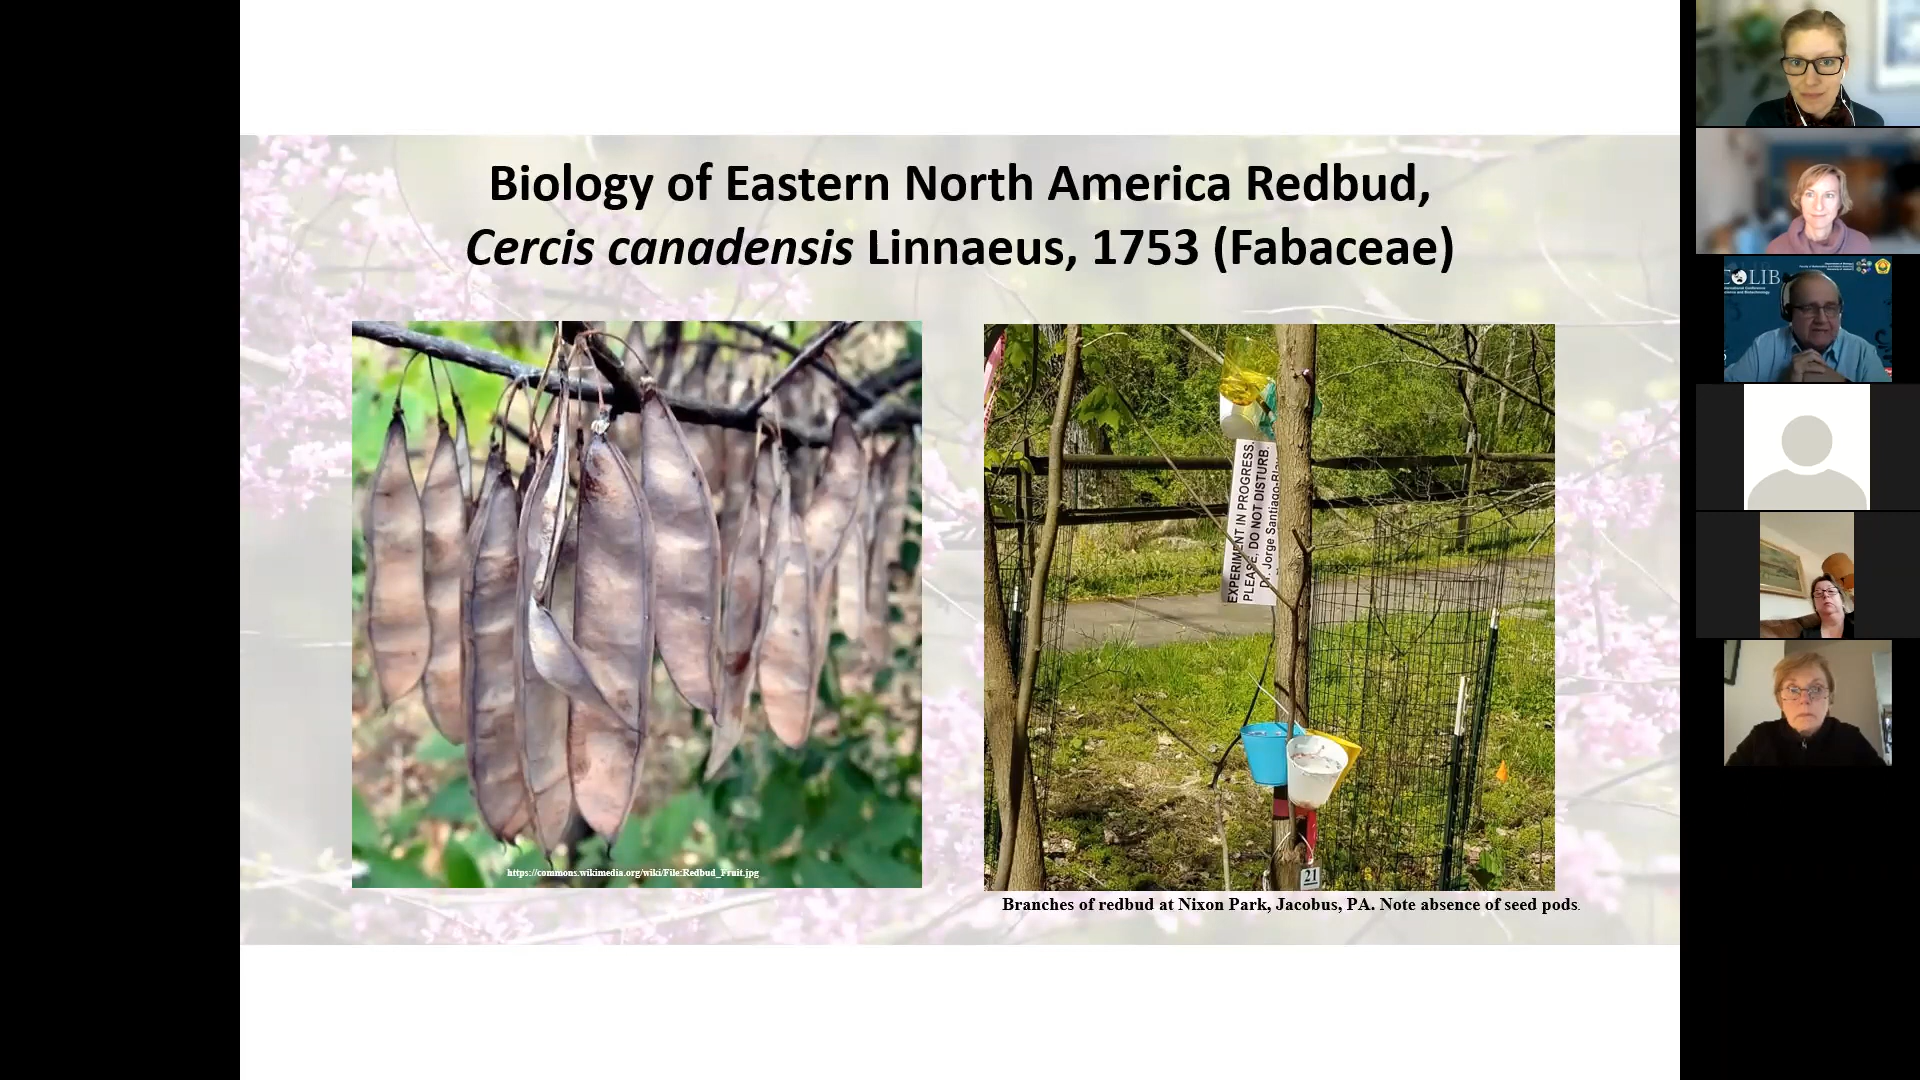 Biology of Eastern North America Redbud,
Cercis canadensis Linnaeus, 1753 (Fabaceae)
https://commons.wikimedia.org/wiki/File:Redbud_Fruit.jpg
EXPERIMENT IN PROGRESS.
PLEASE, DO NOT DISTURB.
Dr. Jorge Santiago-Blay
21
Branches of redbud at Nixon Park, Jacobus, PA. Note absence of seed pods.
COLIB